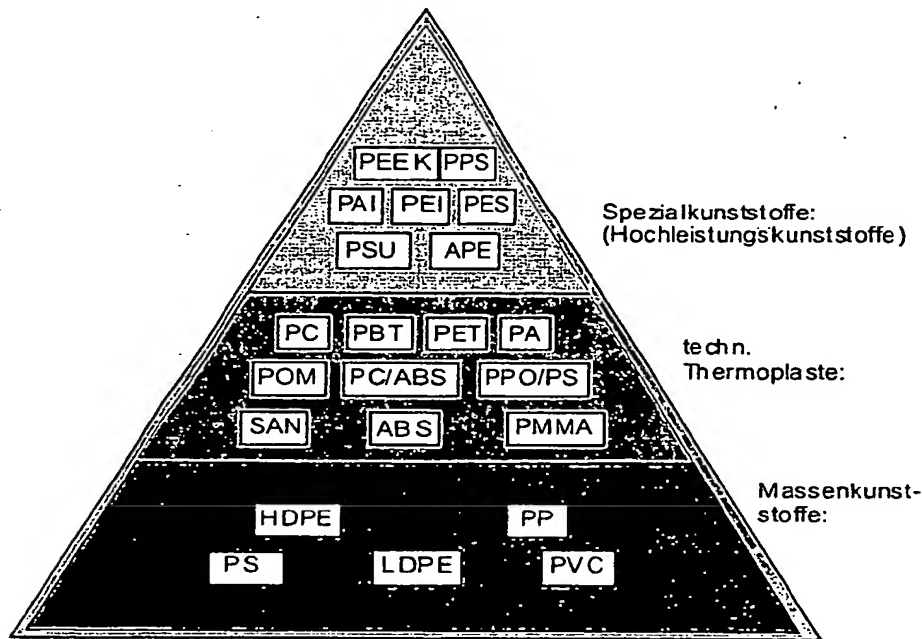 PEEK PPS
PAI PEI PES
PSU APE
Spezialkunststoffe:
(Hochleistungskunststoffe)
PC PBT PET PA
POM PC/ABS PPO/PS
SAN ABS PMMA
techn.
Thermoplaste:
HDPE PP
PS LDPE PVC
Massenkunst-
stoffe: